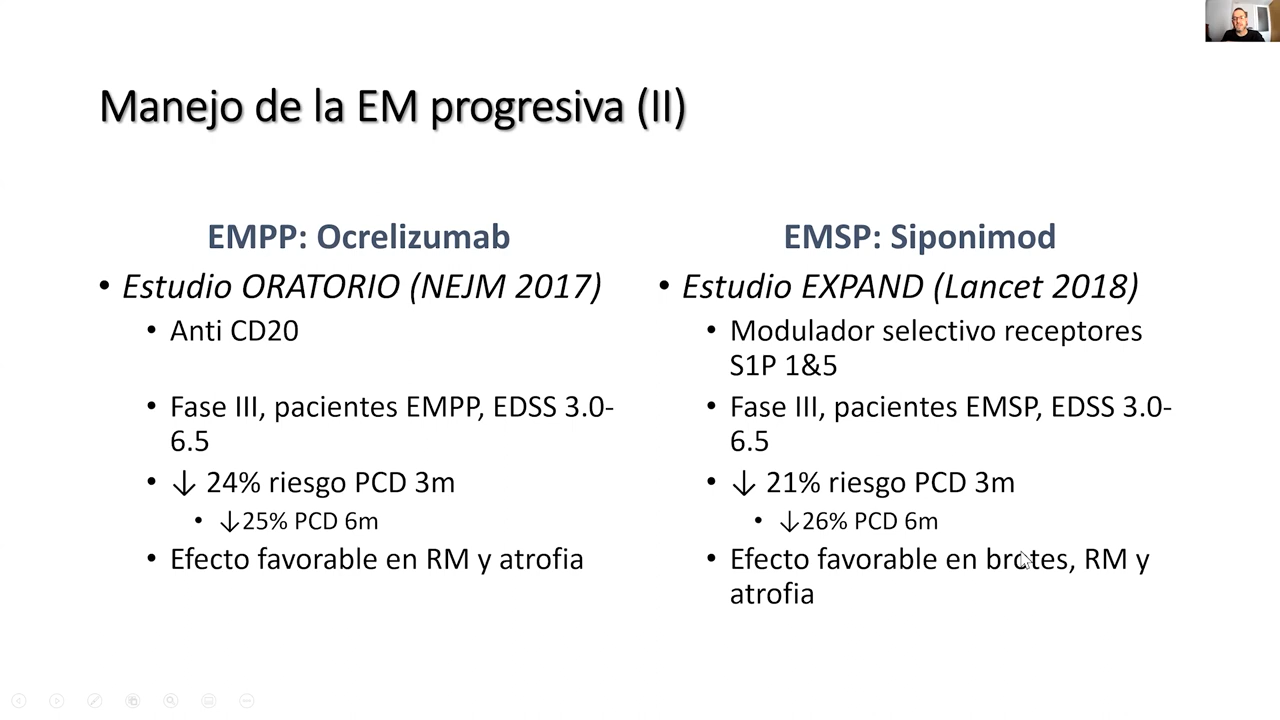 Manejo de la EM progresiva (II)
EMPP: Ocrelizumab
• Estudio ORATORIO (NEJM 2017)
• Anti CD20
• Fase III, pacientes EMPP, EDSS 3.0-
6.5
• ↓ 24% riesgo PCD 3m
• ↓25% PCD 6m
• Efecto favorable en RM y atrofia
EMSP: Siponimod
• Estudio EXPAND (Lancet 2018)
• Modulador selectivo receptores
S1P 1&5
• Fase III, pacientes EMSP, EDSS 3.0-
6.5
• ↓ 21% riesgo PCD 3m
• ↓26% PCD 6m
• Efecto favorable en brotes, RM y
atrofia